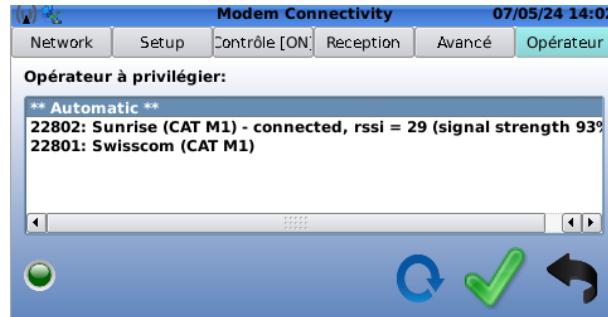 Modem Connectivity 07/05/24 14:02
Network Setup Contrôle [ON] Reception Avancé Opérateur
Opérateur à privilégier:
** Automatic **
22802: Sunrise (CAT M1) - connected, rssi = 29 (signal strength 93%
22801: Swisscom (CAT M1)